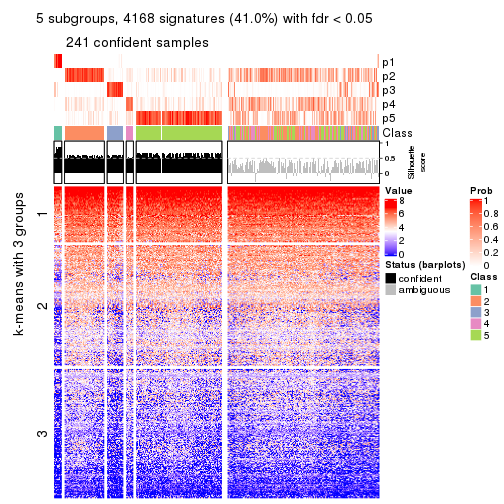 5 subgroups, 4168 signatures (41.0%) with fdr < 0.05
241 confident samples
p1
p2
p3
p4
p5
Class
1
0.5
0
Silhouette score
k-means with 3 groups
1
2
3
Value
8
6
4
2
0
Status (barplots)
confident
ambiguous
Prob
1
0.8
0.6
0.4
0.2
0
Class
1
2
3
4
5